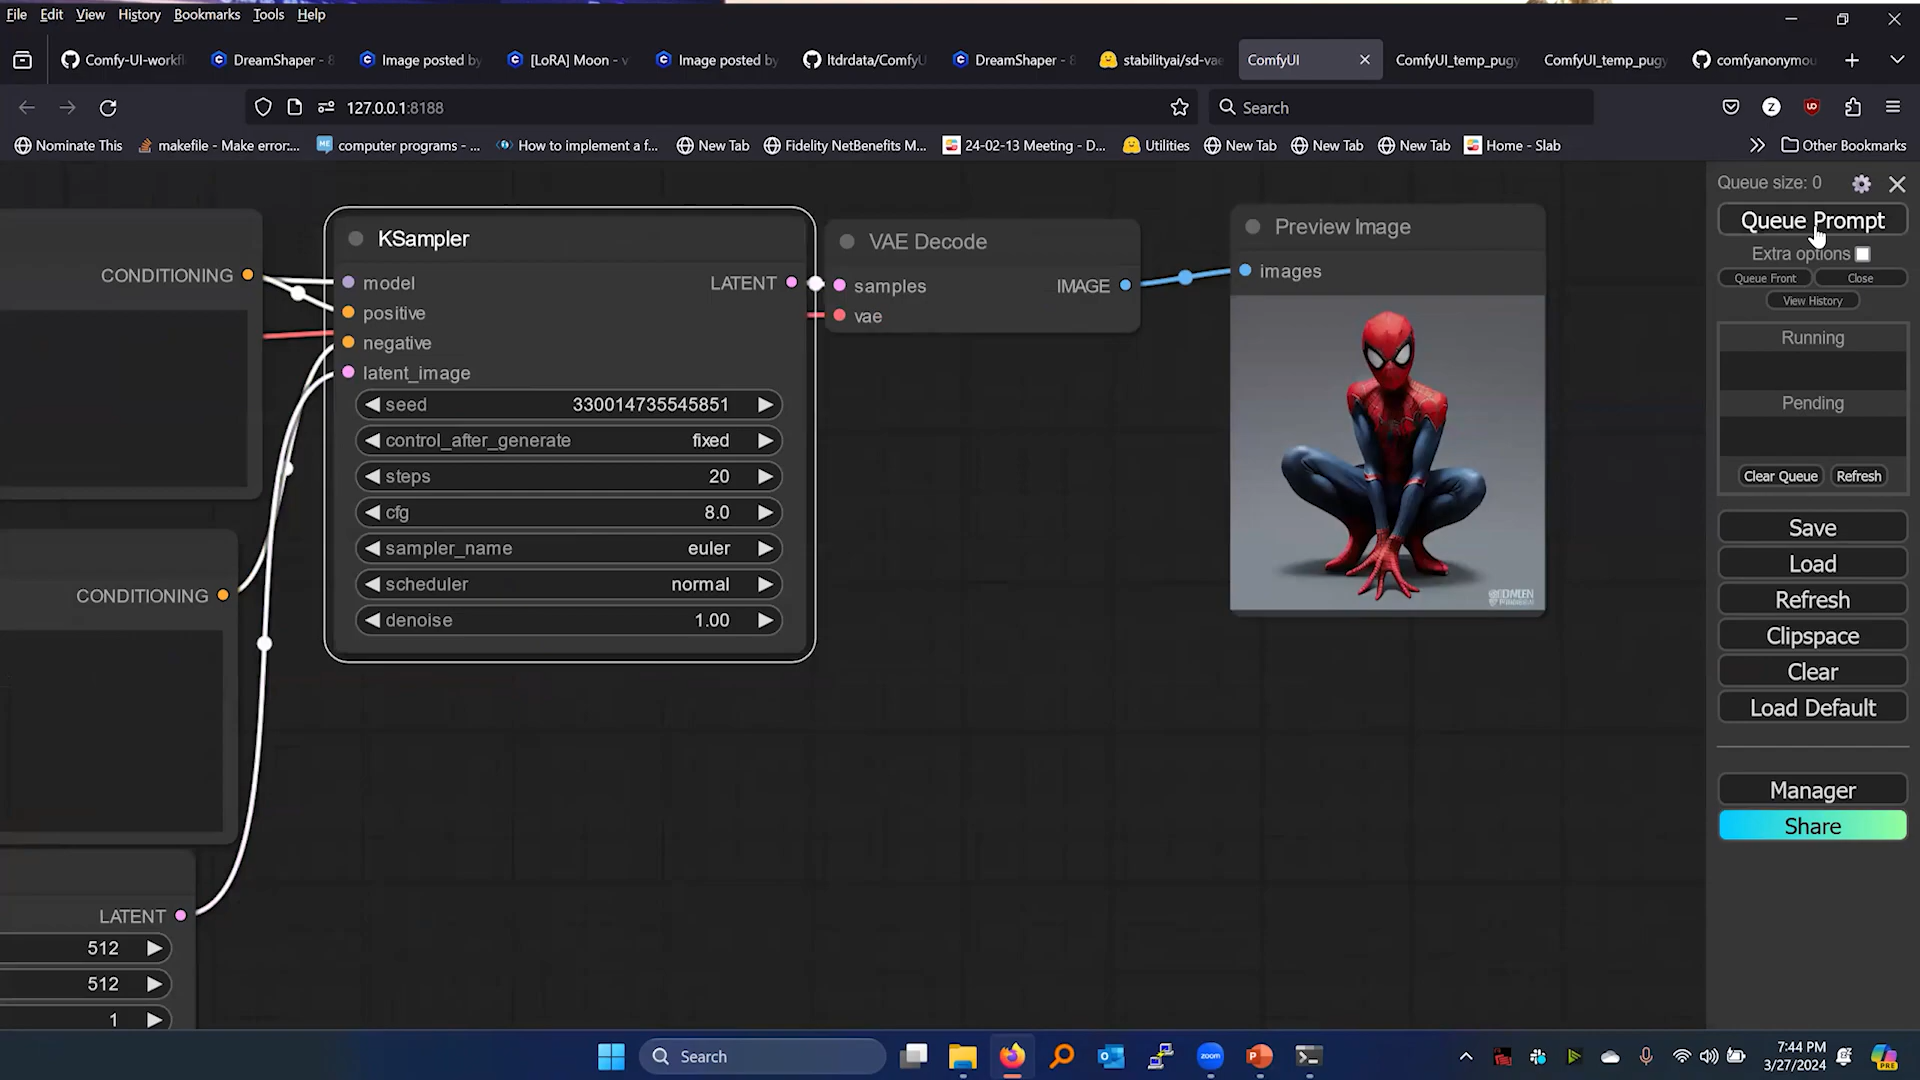 File Edit View History Bookmarks Tools Help
Comfy-UI-workfl DreamShaper - 8 Image posted by [LoRA] Moon - v Image posted by ltdrdata/ComfyU DreamShaper - 8 stabilityai/sd-vae ComfyUI ComfyUI_temp_pugy ComfyUI_temp_pugy comfyanonymou
127.0.0.1:8188 Search
Nominate This makefile - Make error:... computer programs - ... How to implement a f... New Tab Fidelity NetBenefits M... 24-02-13 Meeting - D... Utilities New Tab New Tab New Tab Home - Slab Other Bookmarks
Queue size: 0
Queue Prompt
Extra options
Queue Front Close
View History
Running
Pending
Clear Queue Refresh
Save
Load
Refresh
Clipspace
Clear
Load Default
Manager
Share
CONDITIONING
CONDITIONING
LATENT
512
512
1
KSampler
model LATENT
positive
negative
latent_image
seed 330014735545851
control_after_generate fixed
steps 20
cfg 8.0
sampler_name euler
scheduler normal
denoise 1.00
VAE Decode
samples IMAGE
vae
Preview Image
images
Search
zoom
7:44 PM
3/27/2024
PRE